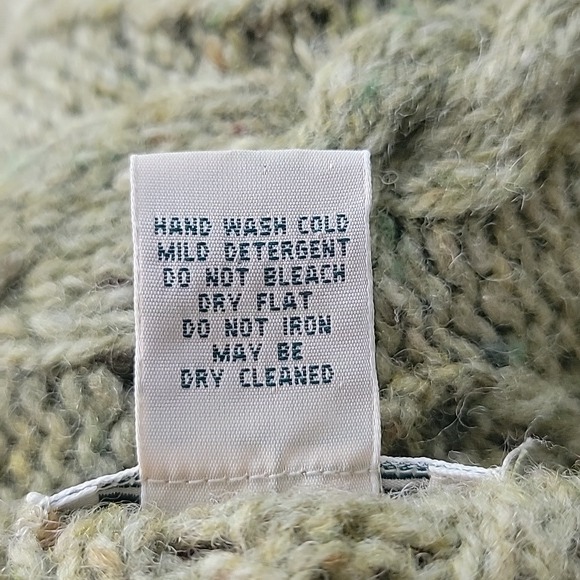 HAND WASH COLD
MILD DETERGENT
DO NOT BLEACH
DRY FLAT
DO NOT IRON
MAY BE
DRY CLEANED